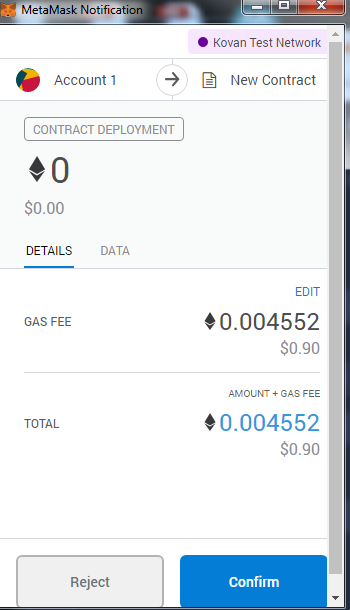 MetaMask Notification
Kovan Test Network
Account 1
New Contract
CONTRACT DEPLOYMENT
0
$0.00
DETAILS DATA
EDIT
GAS FEE 0.004552
$0.90
AMOUNT + GAS FEE
TOTAL 0.004552
$0.90
Reject Confirm